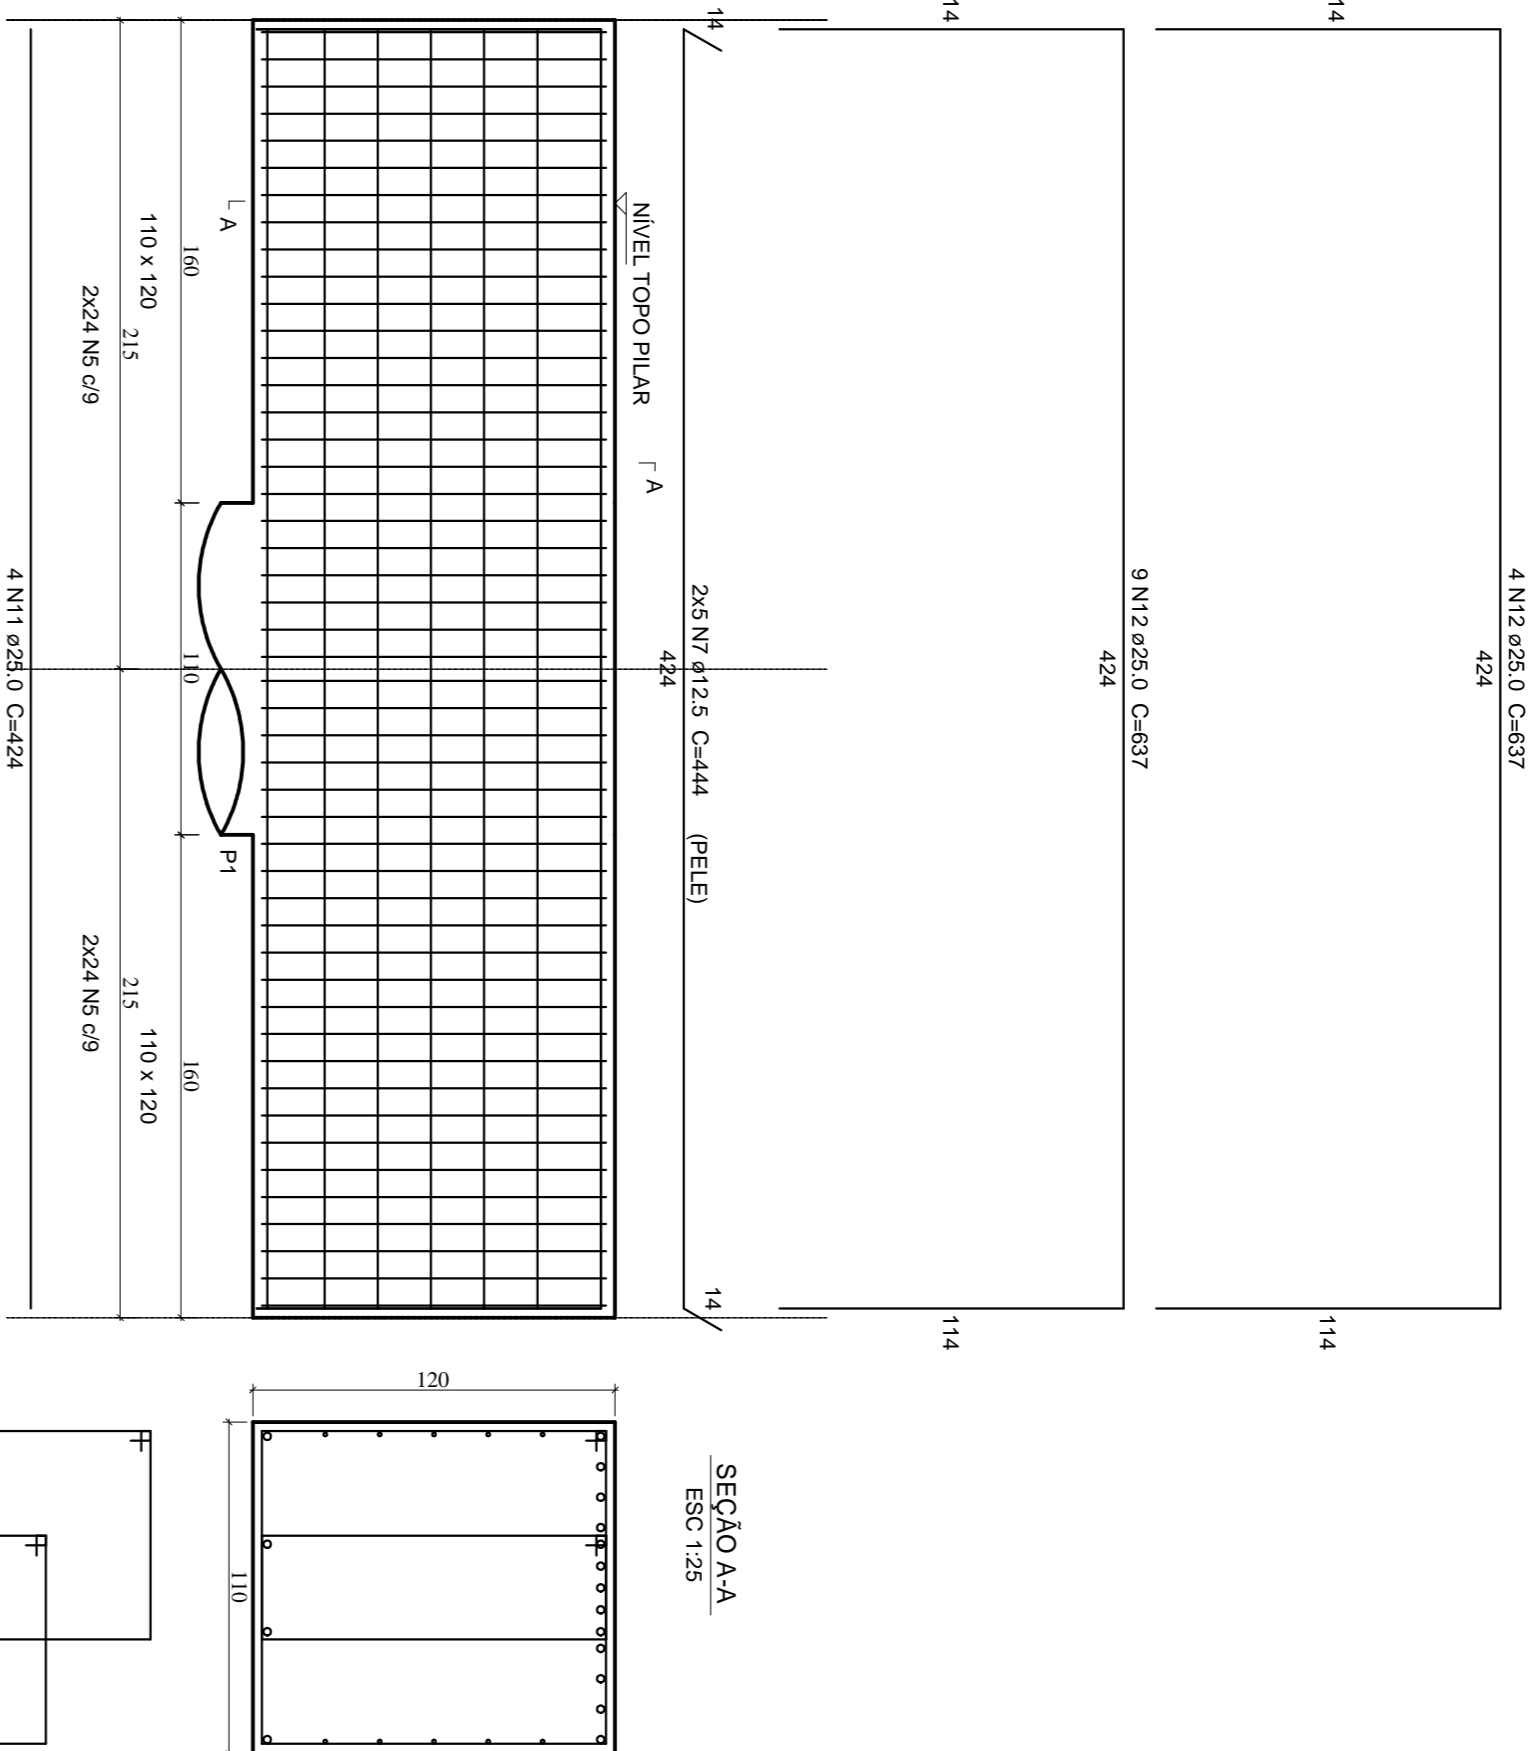 4 N12 ø25.0 C=637
424
14
114
9 N12 ø25.0 C=637
424
14
114
2x5 N7 ø12.5 C=444 (PELE)
424
14
14
NÍVEL TOPO PILAR
A
A
P1
160
110
160
110 x 120
110 x 120
215
215
2x24 N5 c/9
2x24 N5 c/9
4 N11 ø25.0 C=424
SEÇÃO A-A
ESC 1:25
120
110